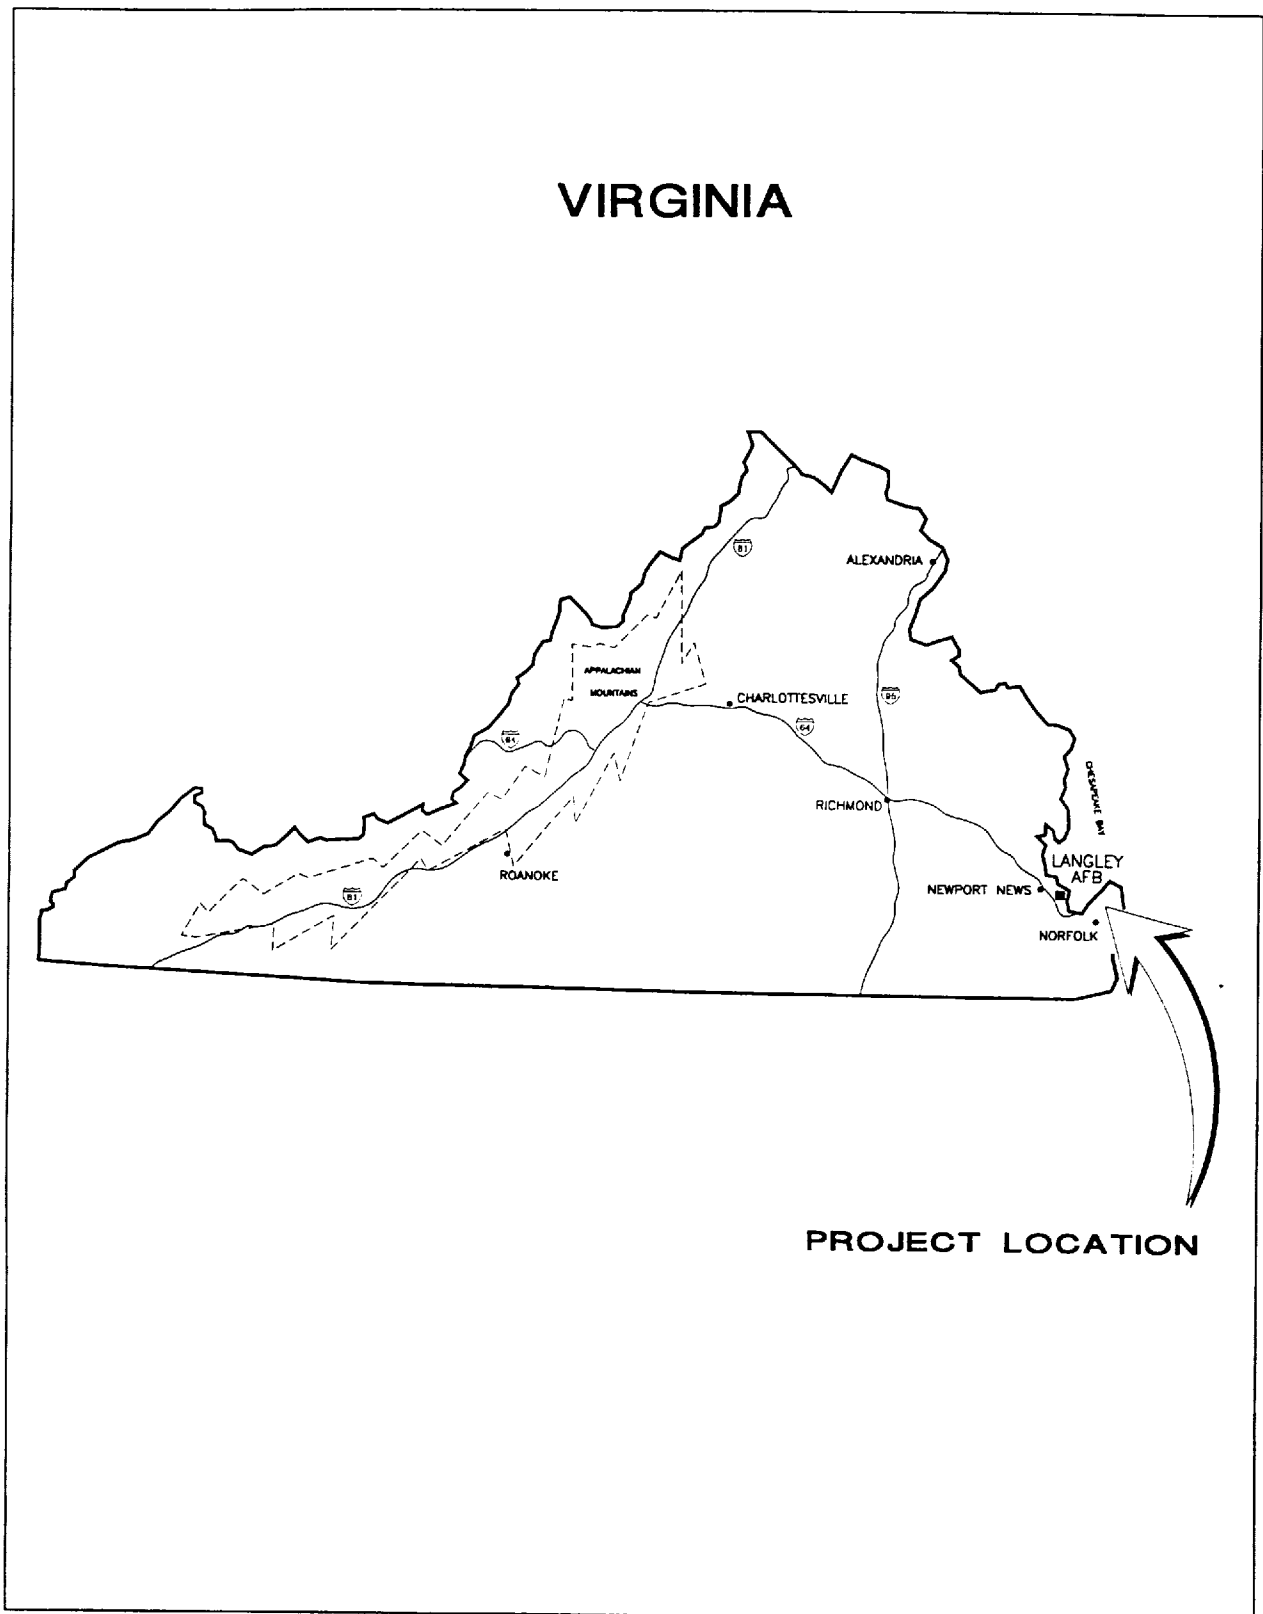 VIRGINIA
81
ALEXANDRIA
APPALACHIAN
MOUNTAINS
CHARLOTTESVILLE
95
64
64
CHESAPEAKE BAY
RICHMOND
LANGLEY
AFB
ROANOKE
81
NEWPORT NEWS
NORFOLK
PROJECT LOCATION